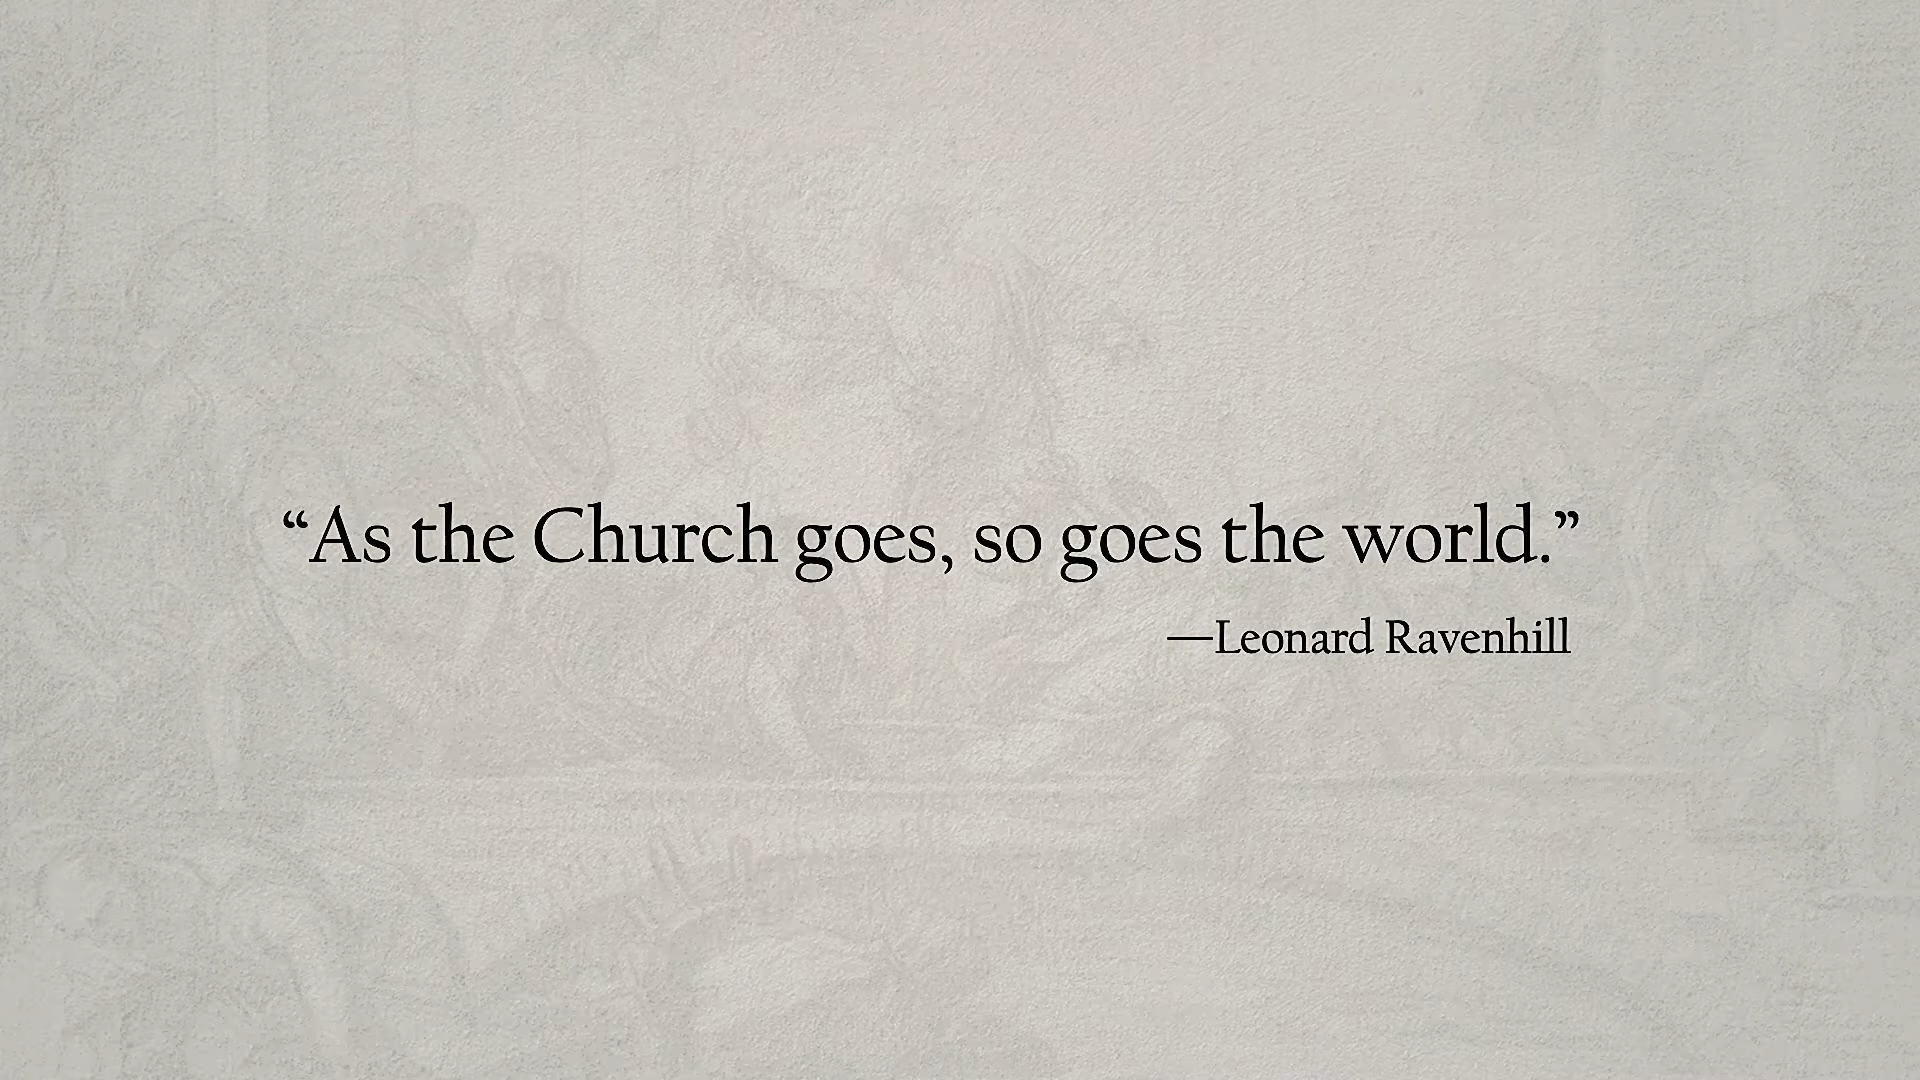 “As the Church goes, so goes the world.”
—Leonard Ravenhill